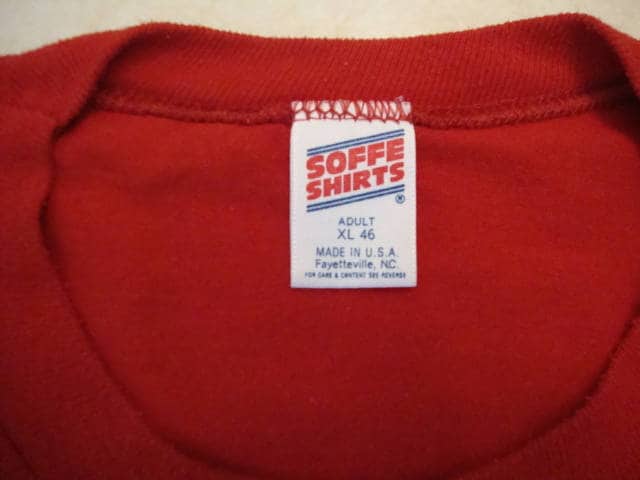 SOFFE
SHIRTS
®
ADULT
XL 46
MADE IN U.S.A.
Fayetteville, NC.
FOR CARE & CONTENT SEE REVERSE